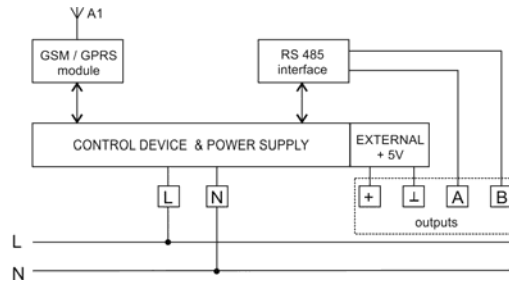 A1
GSM / GPRS
module
RS 485
interface
CONTROL DEVICE & POWER SUPPLY
EXTERNAL
+ 5V
L
N
+
⊥
A
B
outputs
L
N